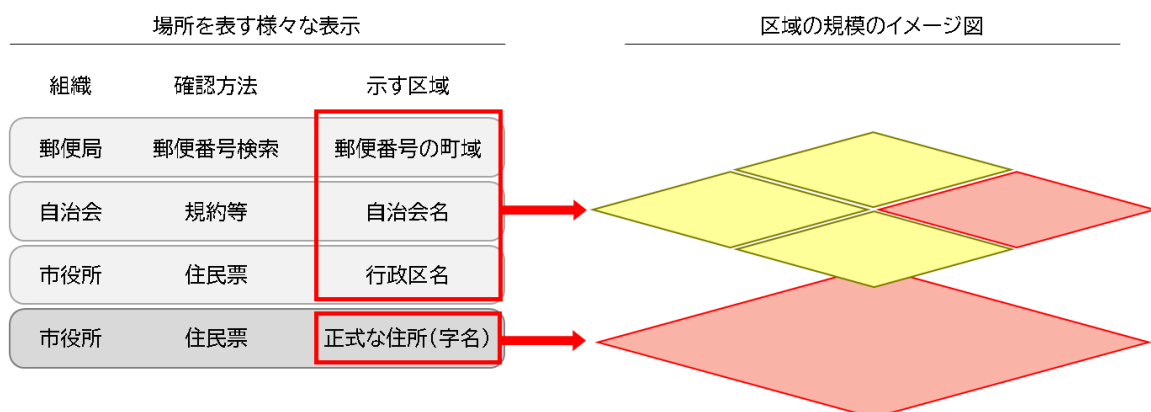 場所を表す様々な表示
区域の規模のイメージ図
組織 確認方法 示す区域
郵便局 郵便番号検索 郵便番号の町域
自治会 規約等 自治会名
市役所 住民票 行政区名
市役所 住民票 正式な住所(字名)